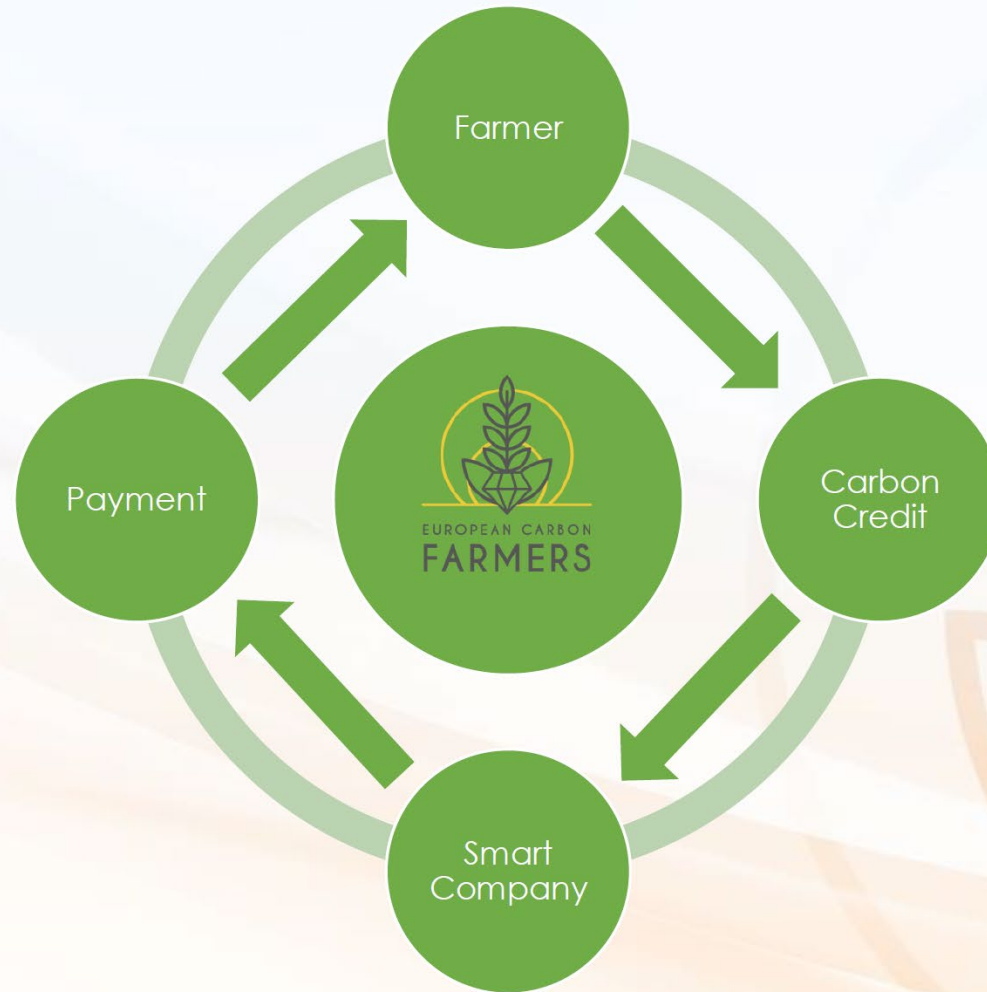 Farmer
Payment
EUROPEAN CARBON
FARMERS
Carbon
Credit
Smart
Company